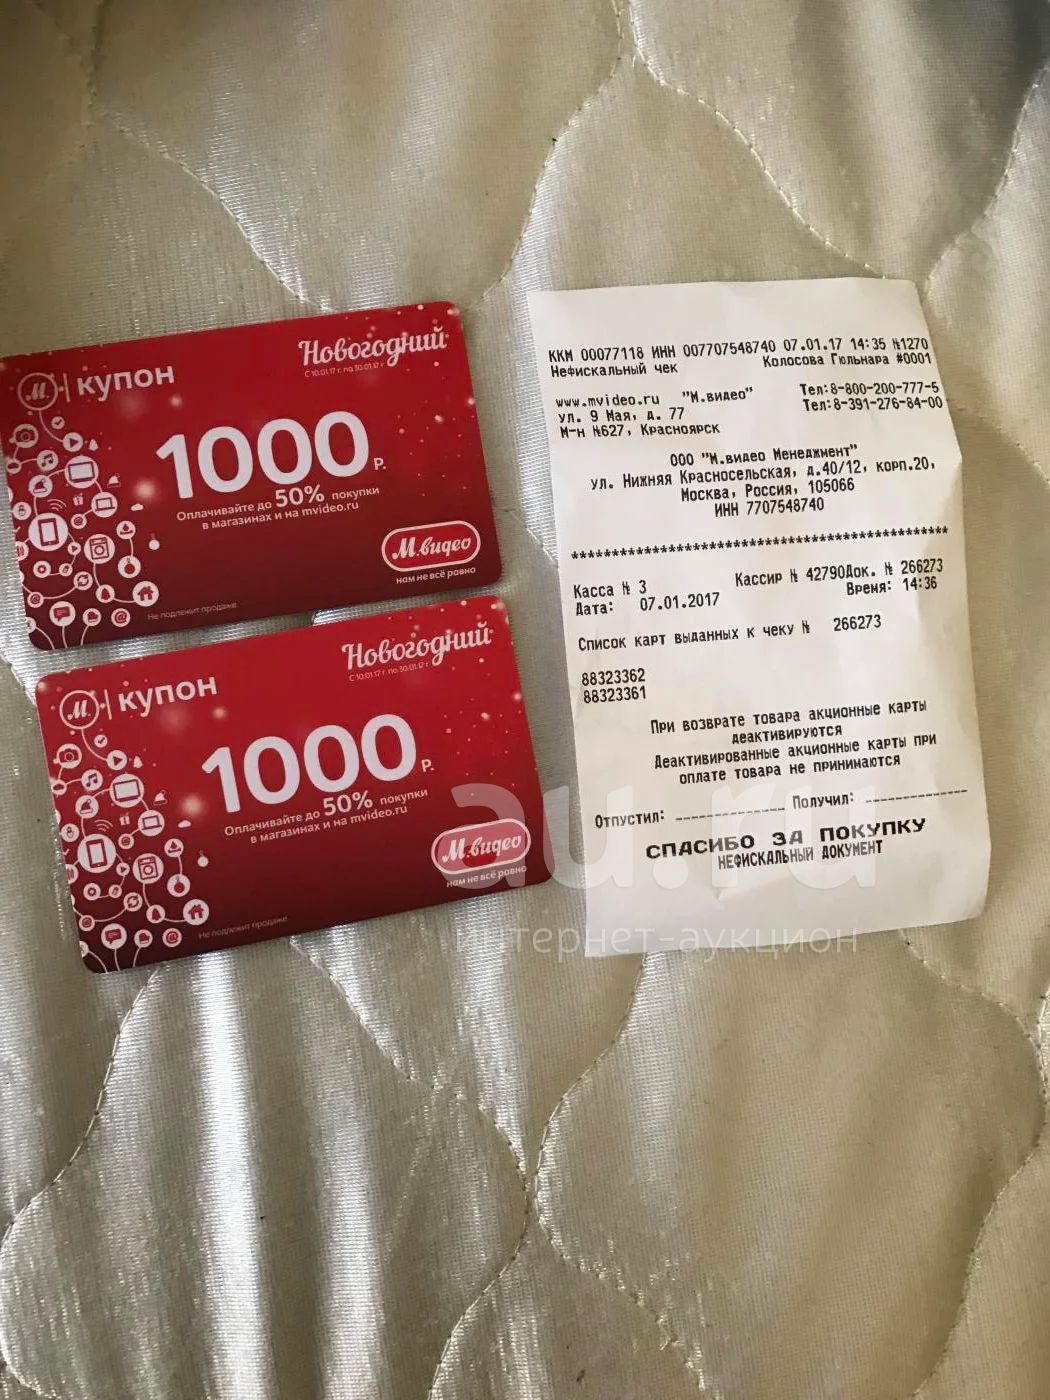 Новогодний
С 10.01.17 г. по 30.01.17 г
М | купон
1000 Р.
Оплачивайте до 50% покупки
в магазинах и на mvideo.ru
М.видео
нам не всё равно
Не подлежит продаже
Новогодний
С 10.01.17 г. по 30.01.17 г
М | купон
1000 Р.
Оплачивайте до 50% покупки
в магазинах и на mvideo.ru
М.видео
нам не всё равно
Не подлежит продаже
ККМ 00077118 ИНН 007707548740 07.01.17 14:35 №1270
Нефискальный чек Колосова Гюльнара #0001
www.mvideo.ru "М.видео" Тел:8-800-200-777-5
ул. 9 Мая, д. 77 Тел:8-391-276-84-00
М-н №627, Красноярск
ООО "М.видео Менеджмент"
ул. Нижняя Красносельская, д.40/12, корп.20,
Москва, Россия, 105066
ИНН 7707548740
************************************************
Касса № 3 Кассир № 42790Док. № 266273
Дата: 07.01.2017 Время: 14:36
Список карт выданных к чеку № 266273
88323362
88323361
При возврате товара акционные карты
деактивируются
Деактивированные акционные карты при
оплате товара не принимаются
Отпустил: ______________ Получил: ______________
СПАСИБО ЗА ПОКУПКУ
НЕФИСКАЛЬНЫЙ ДОКУМЕНТ
au.ru
интернет-аукцион